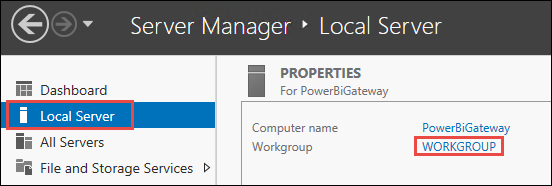 Server Manager ‣ Local Server
Dashboard
Local Server
All Servers
File and Storage Services
PROPERTIES
For PowerBiGateway
Computer name PowerBiGateway
Workgroup WORKGROUP